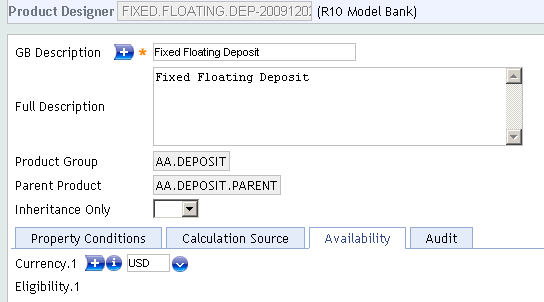 Product Designer FIXED.FLOATING.DEP-20091202 (R10 Model Bank)
GB Description Fixed Floating Deposit
Full Description Fixed Floating Deposit
Product Group AA.DEPOSIT
Parent Product AA.DEPOSIT.PARENT
Inheritance Only
Property Conditions Calculation Source Availability Audit
Currency.1 USD
Eligibility.1